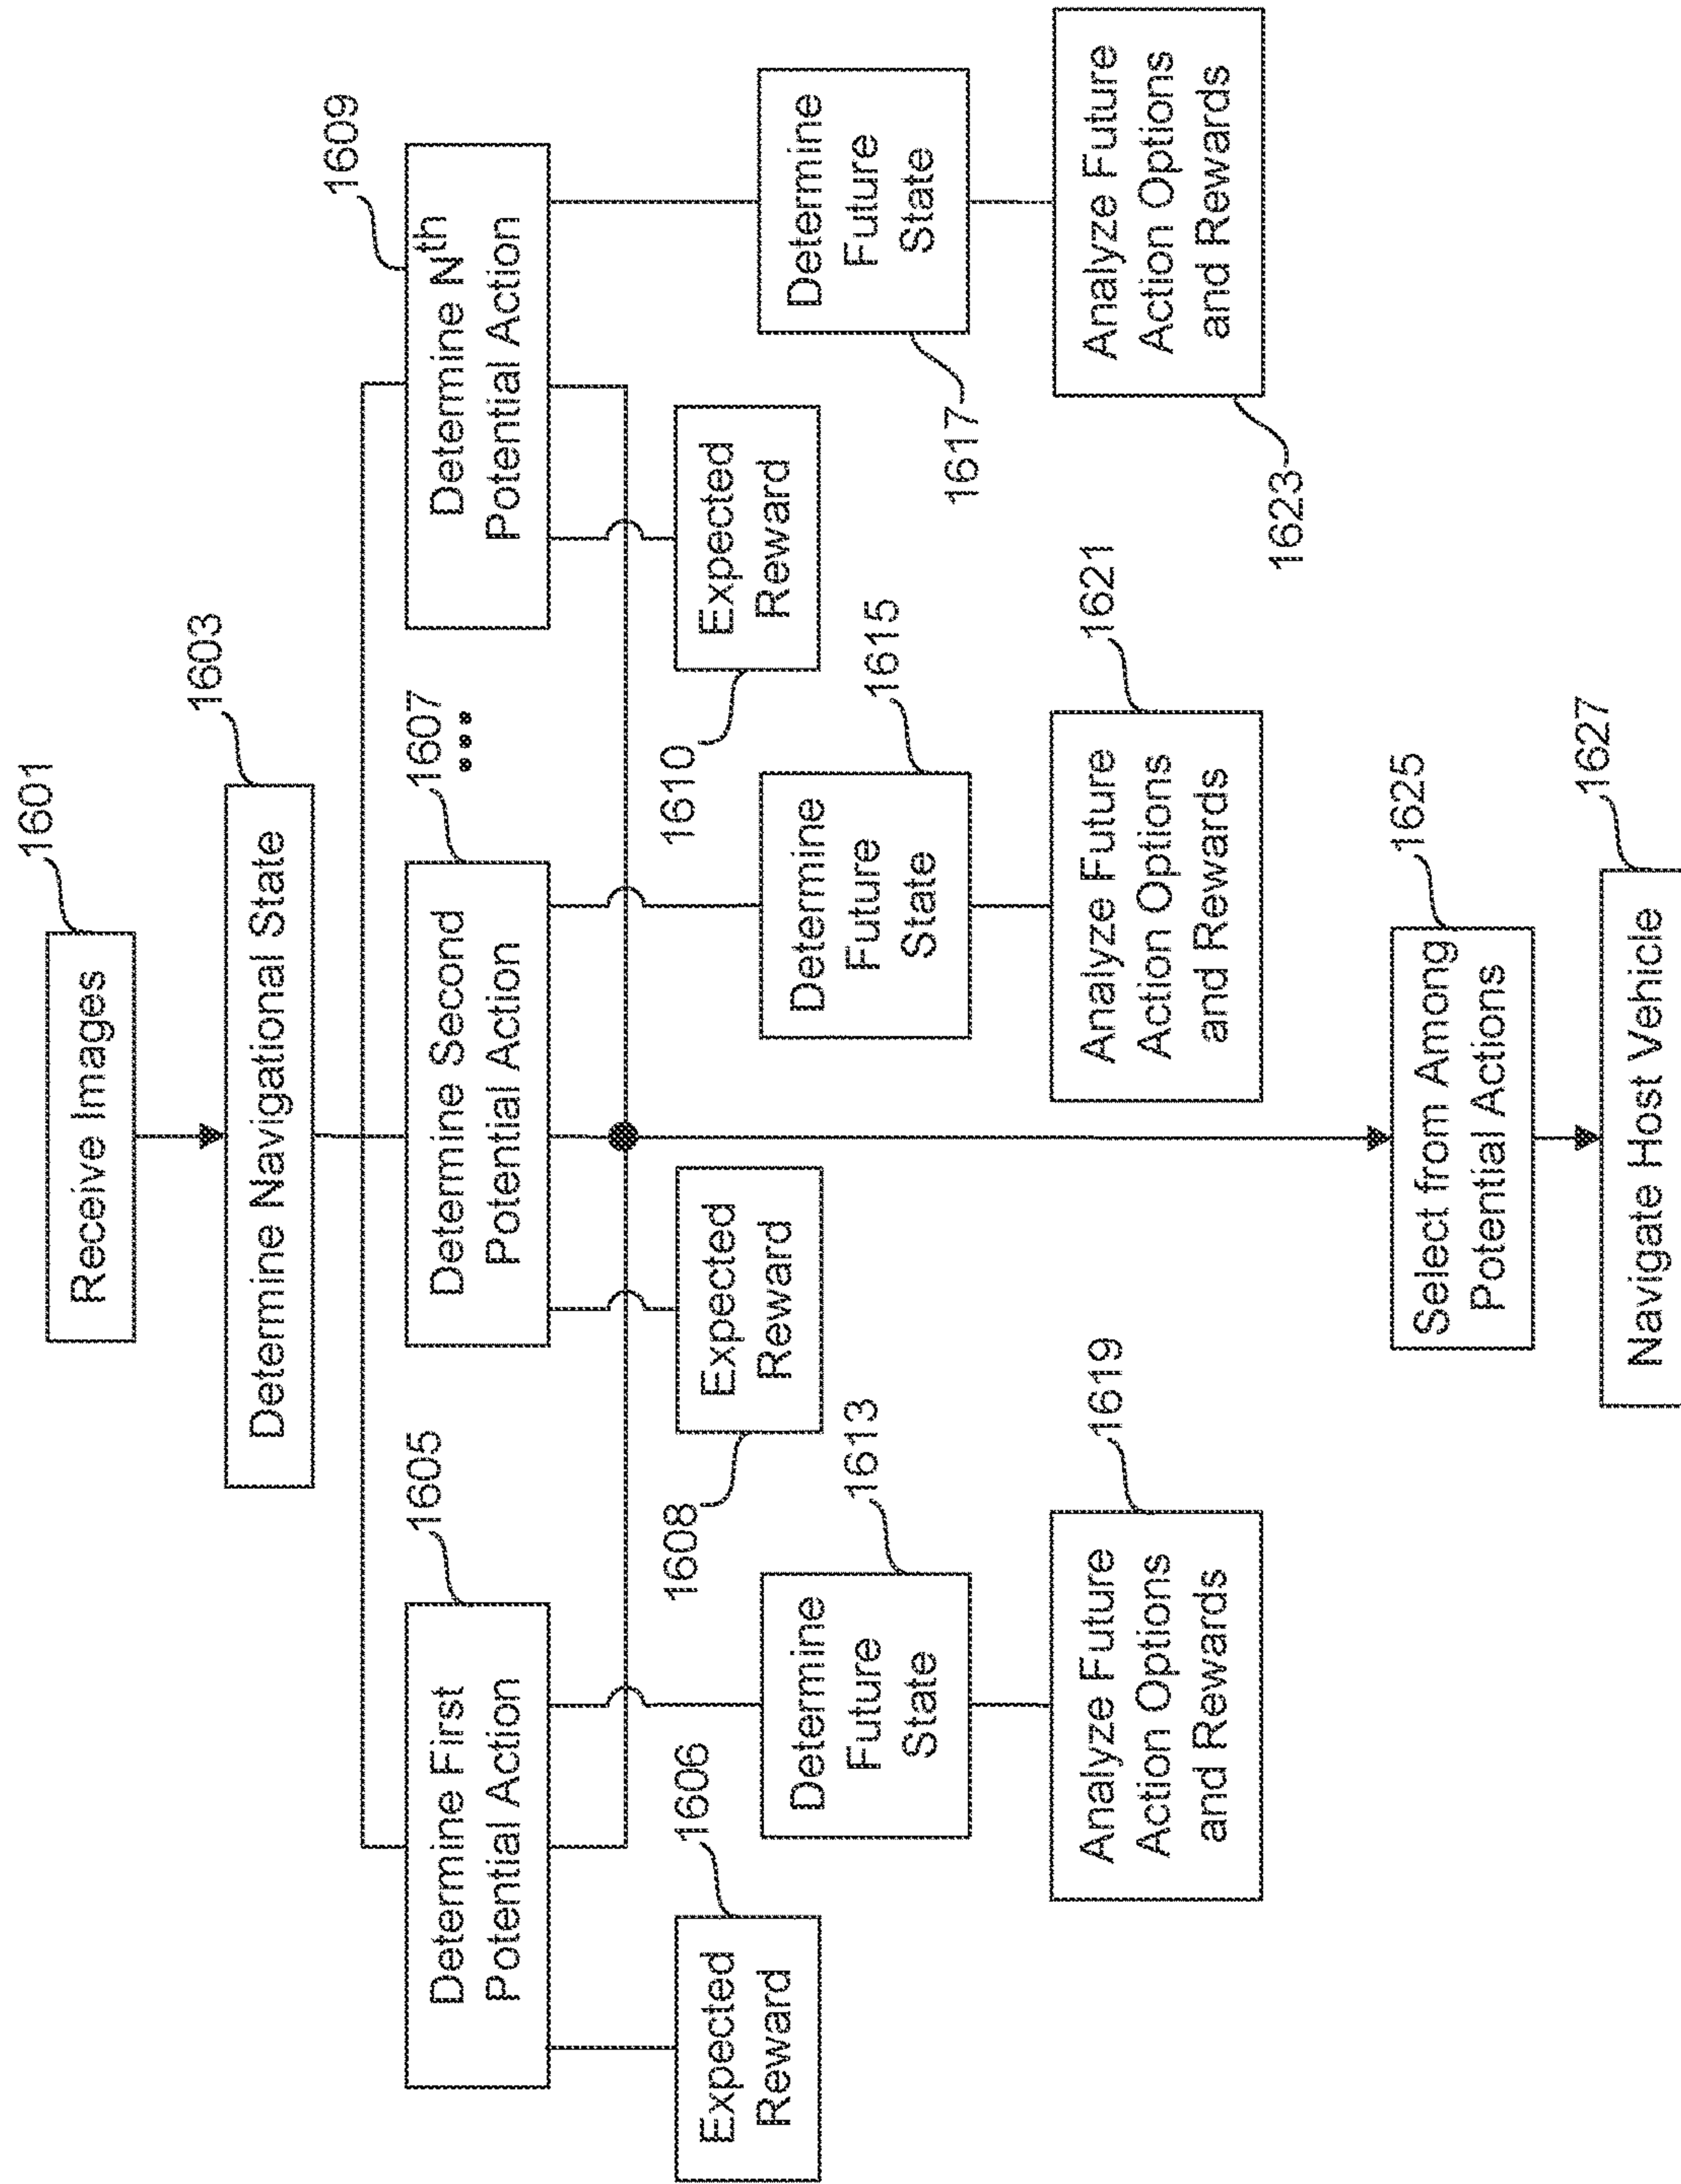 Receive Images
1601
Determine Navigational State
1603
Determine First
Potential Action
1605
Determine Second
Potential Action
1607
•••
Determine Nth
Potential Action
1609
Expected
Reward
1606
Expected
Reward
1608
Expected
Reward
1610
Determine
Future
State
1613
Determine
Future
State
1615
Determine
Future
State
1617
Analyze Future
Action Options
and Rewards
1619
Analyze Future
Action Options
and Rewards
1621
Analyze Future
Action Options
and Rewards
1623
Select from Among
Potential Actions
1625
Navigate Host Vehicle
1627